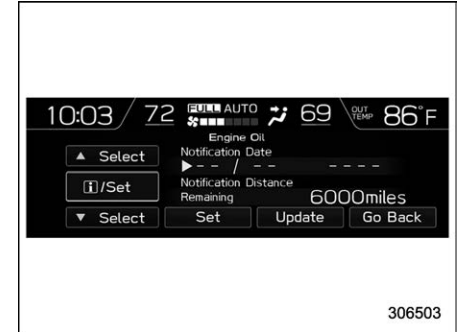 10:03 72 FULL AUTO 69 OUT TEMP 86°F
Engine Oil
▲ Select
Notification Date
▶-- / -- ----
i/Set
Notification Distance
Remaining 6000miles
▼ Select Set Update Go Back
306503